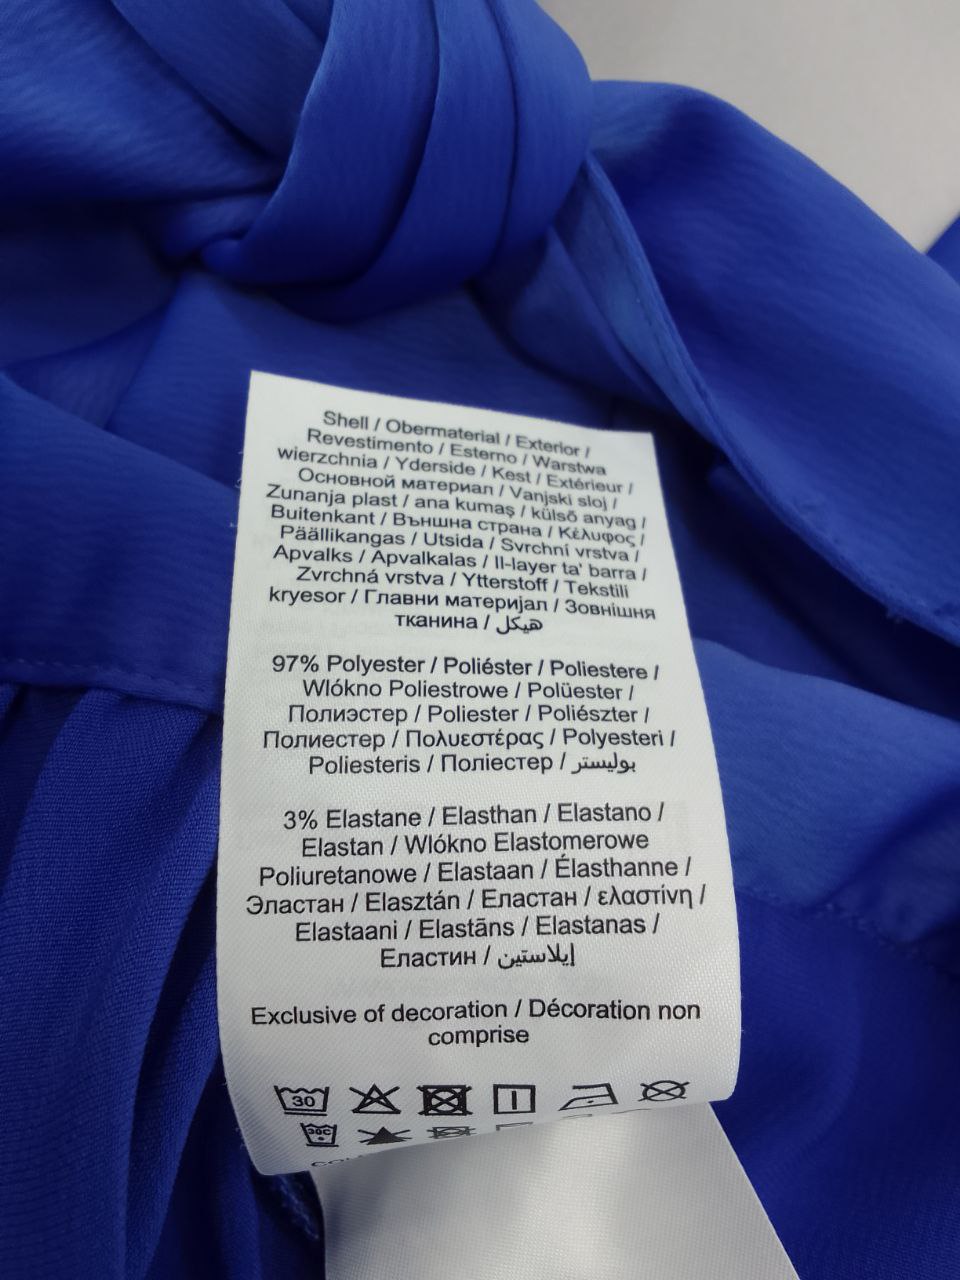 Shell / Obermaterial / Exterior /
Revestimento / Esterno / Warstwa
wierzchnia / Yderside / Kest / Extérieur /
Основной материал / Vanjski sloj /
Zunanja plast / ana kumaş / külső anyag /
Buitenkant / Външна страна / Κέλυφος /
Päällikangas / Utsida / Svrchní vrstva /
Apvalks / Apvalkalas / Il-layer ta' barra /
Zvrchná vrstva / Ytterstoff / Tekstili
kryesor / Главни материјал / Зовнішня
тканина / هيكل
97% Polyester / Poliéster / Poliestere /
Wlókno Poliestrowe / Polüester /
Полиэстер / Poliester / Poliészter /
Полиестер / Πολυεστέρας / Polyesteri /
Poliesteris / Поліестер / بوليستر
3% Elastane / Elasthan / Elastano /
Elastan / Wlókno Elastomerowe
Poliuretanowe / Elastaan / Élasthanne /
Эластан / Elasztán / Еластан / ελαστίνη /
Elastaani / Elastāns / Elastanas /
Еластин / إيلاستين
Exclusive of decoration / Décoration non
comprise
30
30C